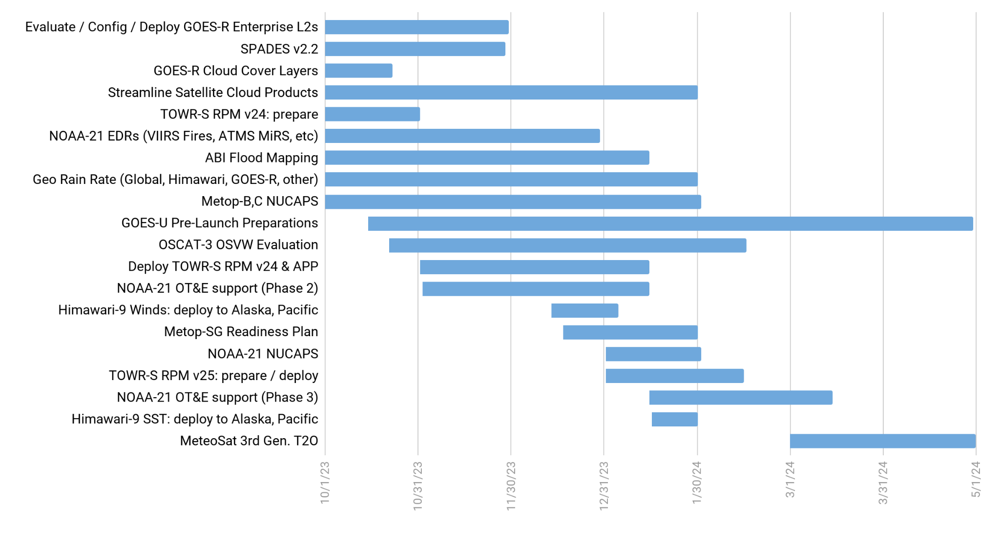 Evaluate / Config / Deploy GOES-R Enterprise L2s
SPADES v2.2
GOES-R Cloud Cover Layers
Streamline Satellite Cloud Products
TOWR-S RPM v24: prepare
NOAA-21 EDRs (VIIRS Fires, ATMS MiRS, etc)
ABI Flood Mapping
Geo Rain Rate (Global, Himawari, GOES-R, other)
Metop-B,C NUCAPS
GOES-U Pre-Launch Preparations
OSCAT-3 OSVW Evaluation
Deploy TOWR-S RPM v24 & APP
NOAA-21 OT&E support (Phase 2)
Himawari-9 Winds: deploy to Alaska, Pacific
Metop-SG Readiness Plan
NOAA-21 NUCAPS
TOWR-S RPM v25: prepare / deploy
NOAA-21 OT&E support (Phase 3)
Himawari-9 SST: deploy to Alaska, Pacific
MeteoSat 3rd Gen. T2O
10/1/23
10/31/23
11/30/23
12/31/23
1/30/24
3/1/24
3/31/24
5/1/24